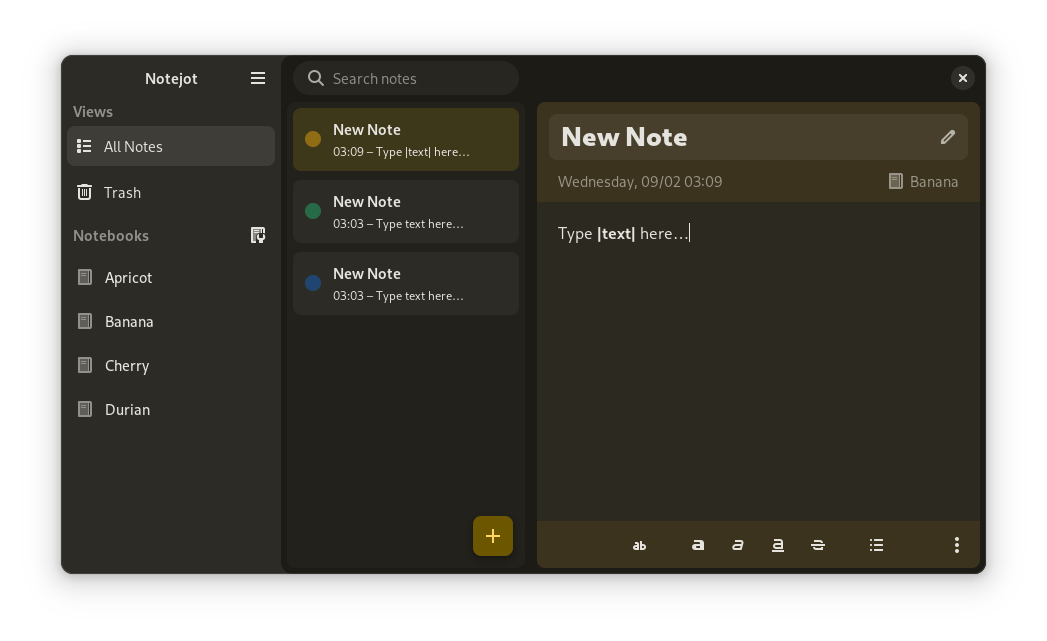 Notejot
Views
All Notes
Trash
Notebooks
Apricot
Banana
Cherry
Durian
Search notes
New Note
03:09 – Type |text| here…
New Note
03:03 – Type text here…
New Note
03:03 – Type text here…
New Note
Wednesday, 09/02 03:09
Banana
Type |text| here…
ab
a
a
a